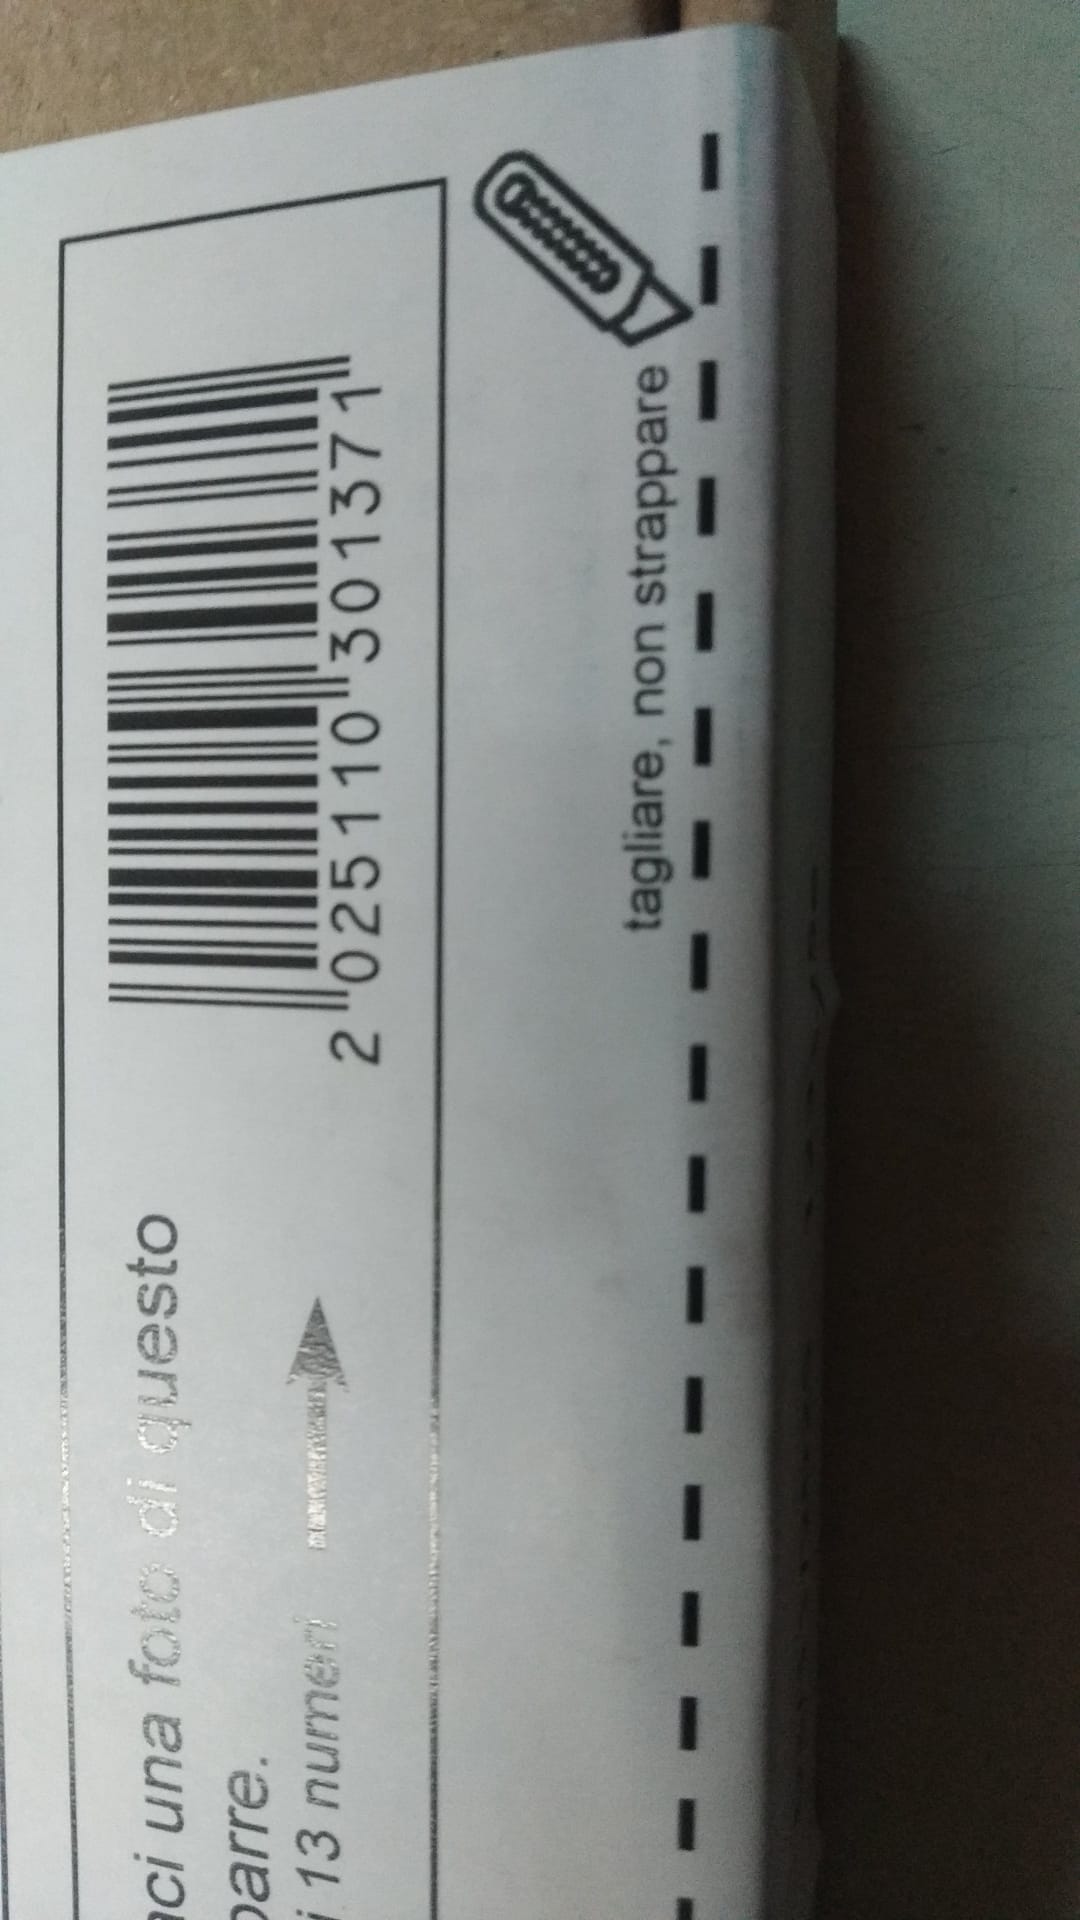 ci una foto di questo
barre.
i 13 numeri
2 025110 301371
tagliare, non strappare